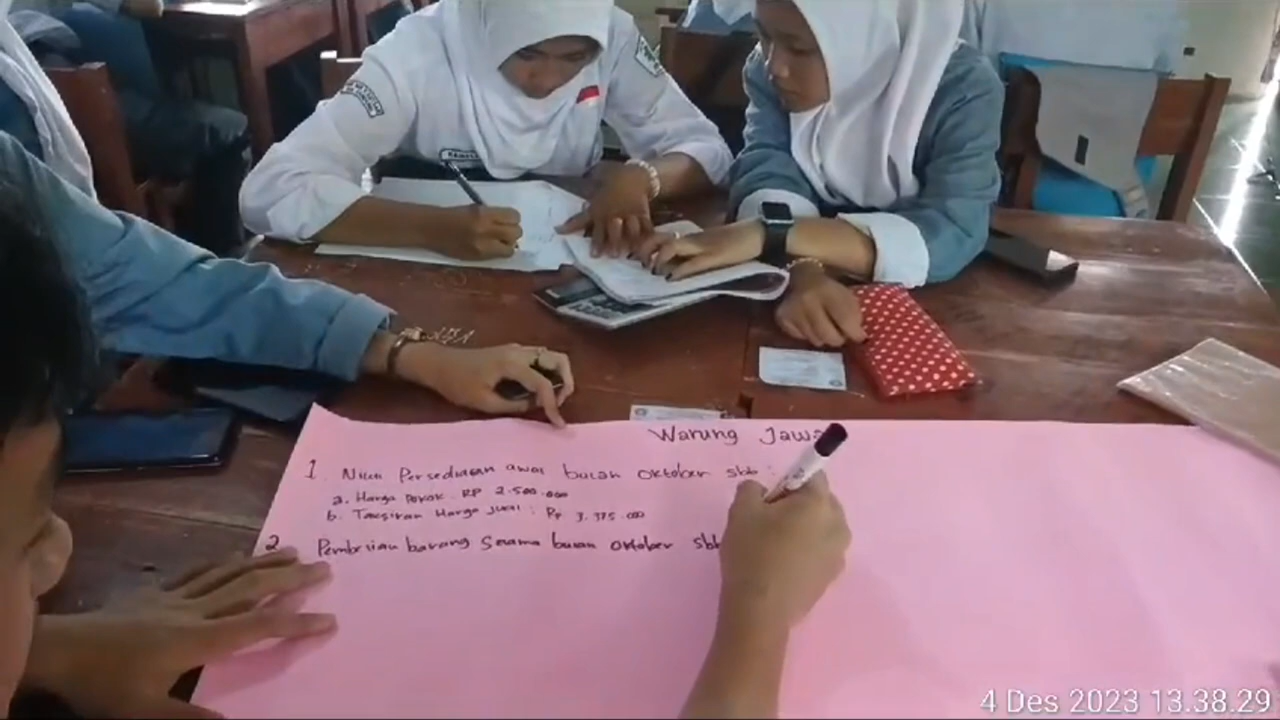 Warung Jawa
1. Nilai Persediaan awal bulan Oktober sbb :
a. Harga Pokok : RP 2.500.000
b. Taksiran Harga Jual : Rp 3.375.000
2. Pembelian barang Selama bulan Oktober sbb
4 Des 2023 13.38.29